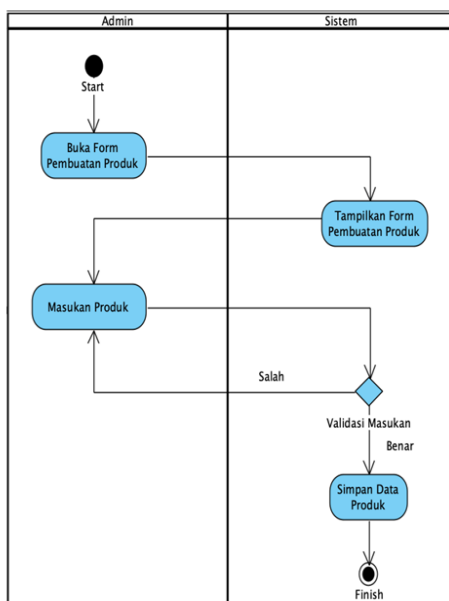 Admin
Sistem
Start
Buka Form
Pembuatan Produk
Tampilkan Form
Pembuatan Produk
Masukan Produk
Salah
Validasi Masukan
Benar
Simpan Data
Produk
Finish